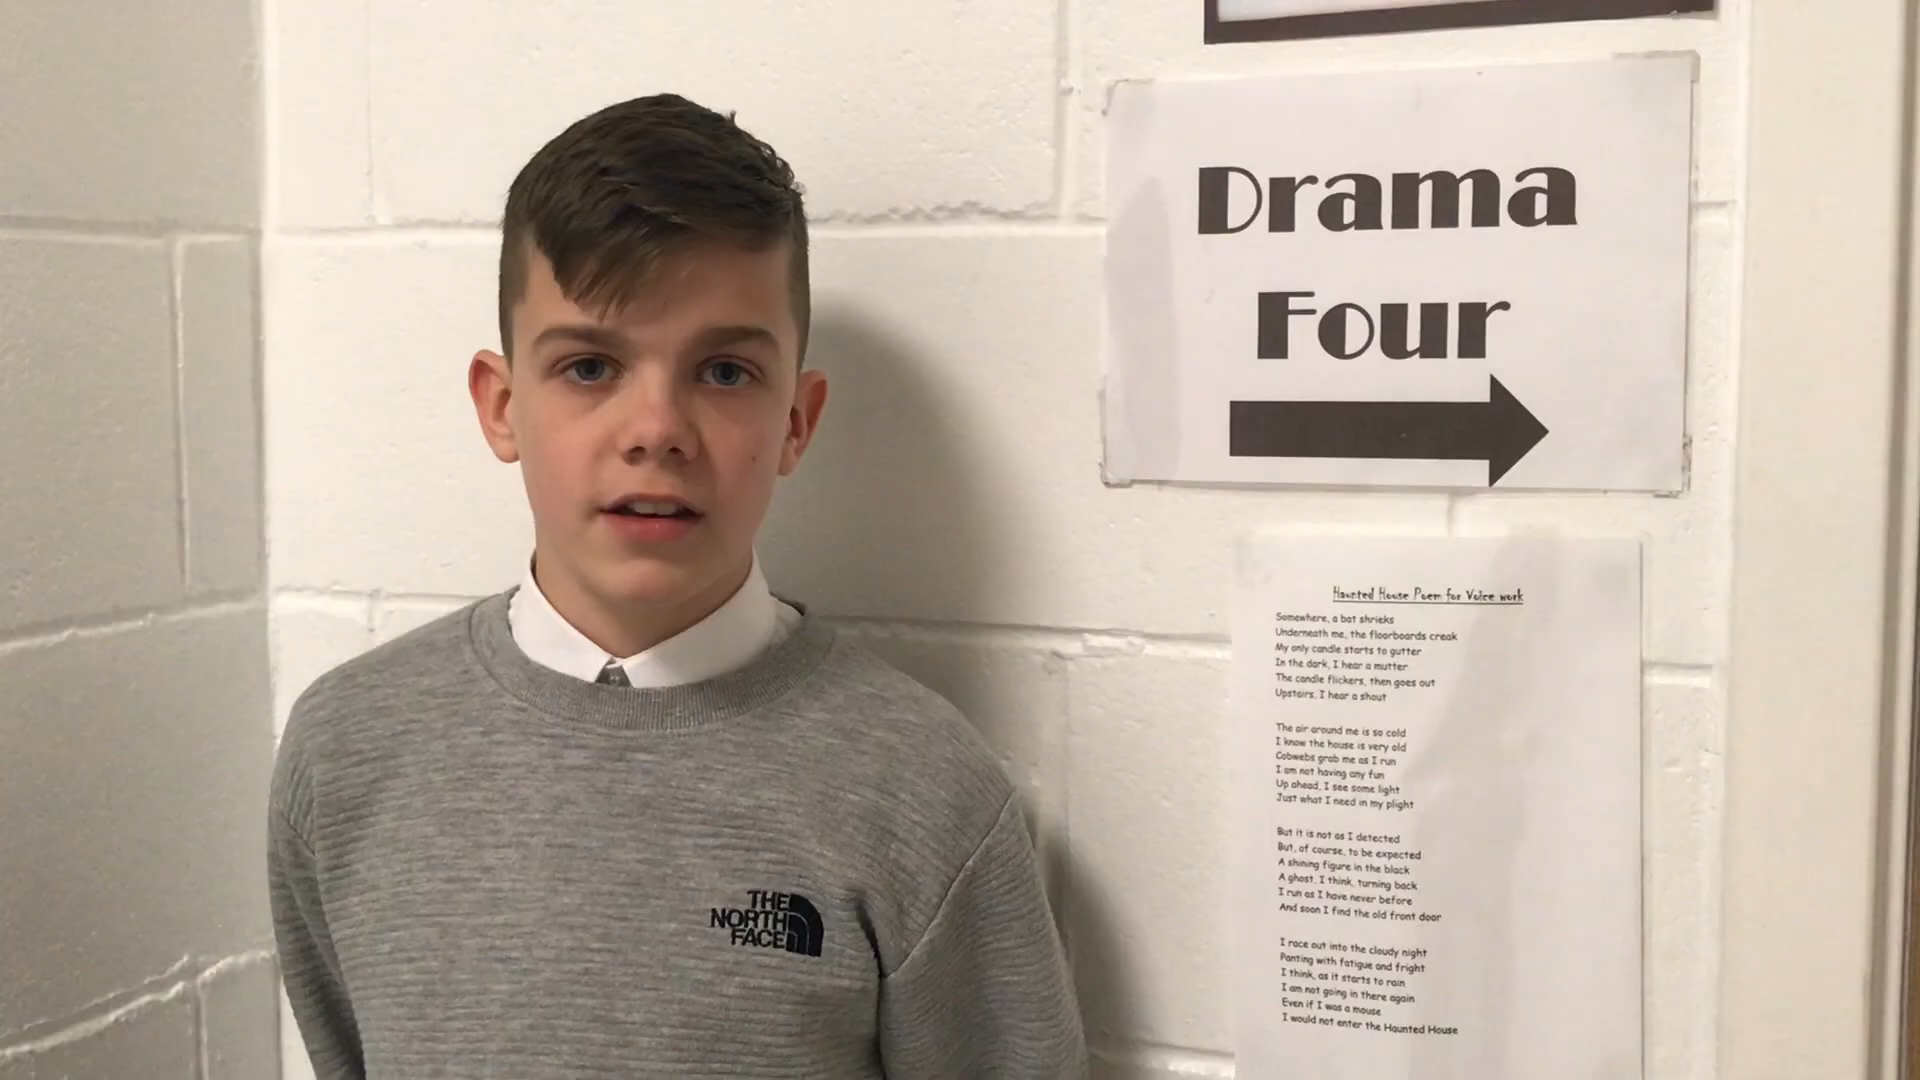 Drama
Four
Haunted House Poem for Voice work
Somewhere, a bat shrieks
Underneath me, the floorboards creak
My only candle starts to gutter
In the dark, I hear a mutter
The candle flickers, then goes out
Upstairs, I hear a shout
The air around me is so cold
I know the house is very old
Cobwebs grab me as I run
I am not having any fun
Up ahead, I see some light
Just what I need in my plight
But it is not as I detected
But, of course, to be expected
A shining figure in the black
A ghost, I think, turning back
I run as I have never before
And soon I find the old front door
I race out into the cloudy night
Panting with fatigue and fright
I think, as it starts to rain
I am not going in there again
Even if I was a mouse
I would not enter the Haunted House
THE
NORTH
FACE